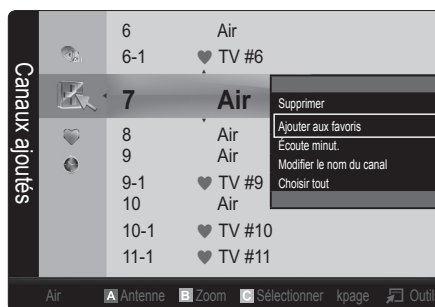 Canaux ajoutés
6 Air
6-1 TV #6
7 Air
8 Air
9 Air
9-1 TV #9
10 Air
10-1 TV #10
11-1 TV #11
Supprimer
Ajouter aux favoris
Écoute minut.
Modifier le nom du canal
Choisir tout
Air A Antenne B Zoom C Sélectionner kpage Outil